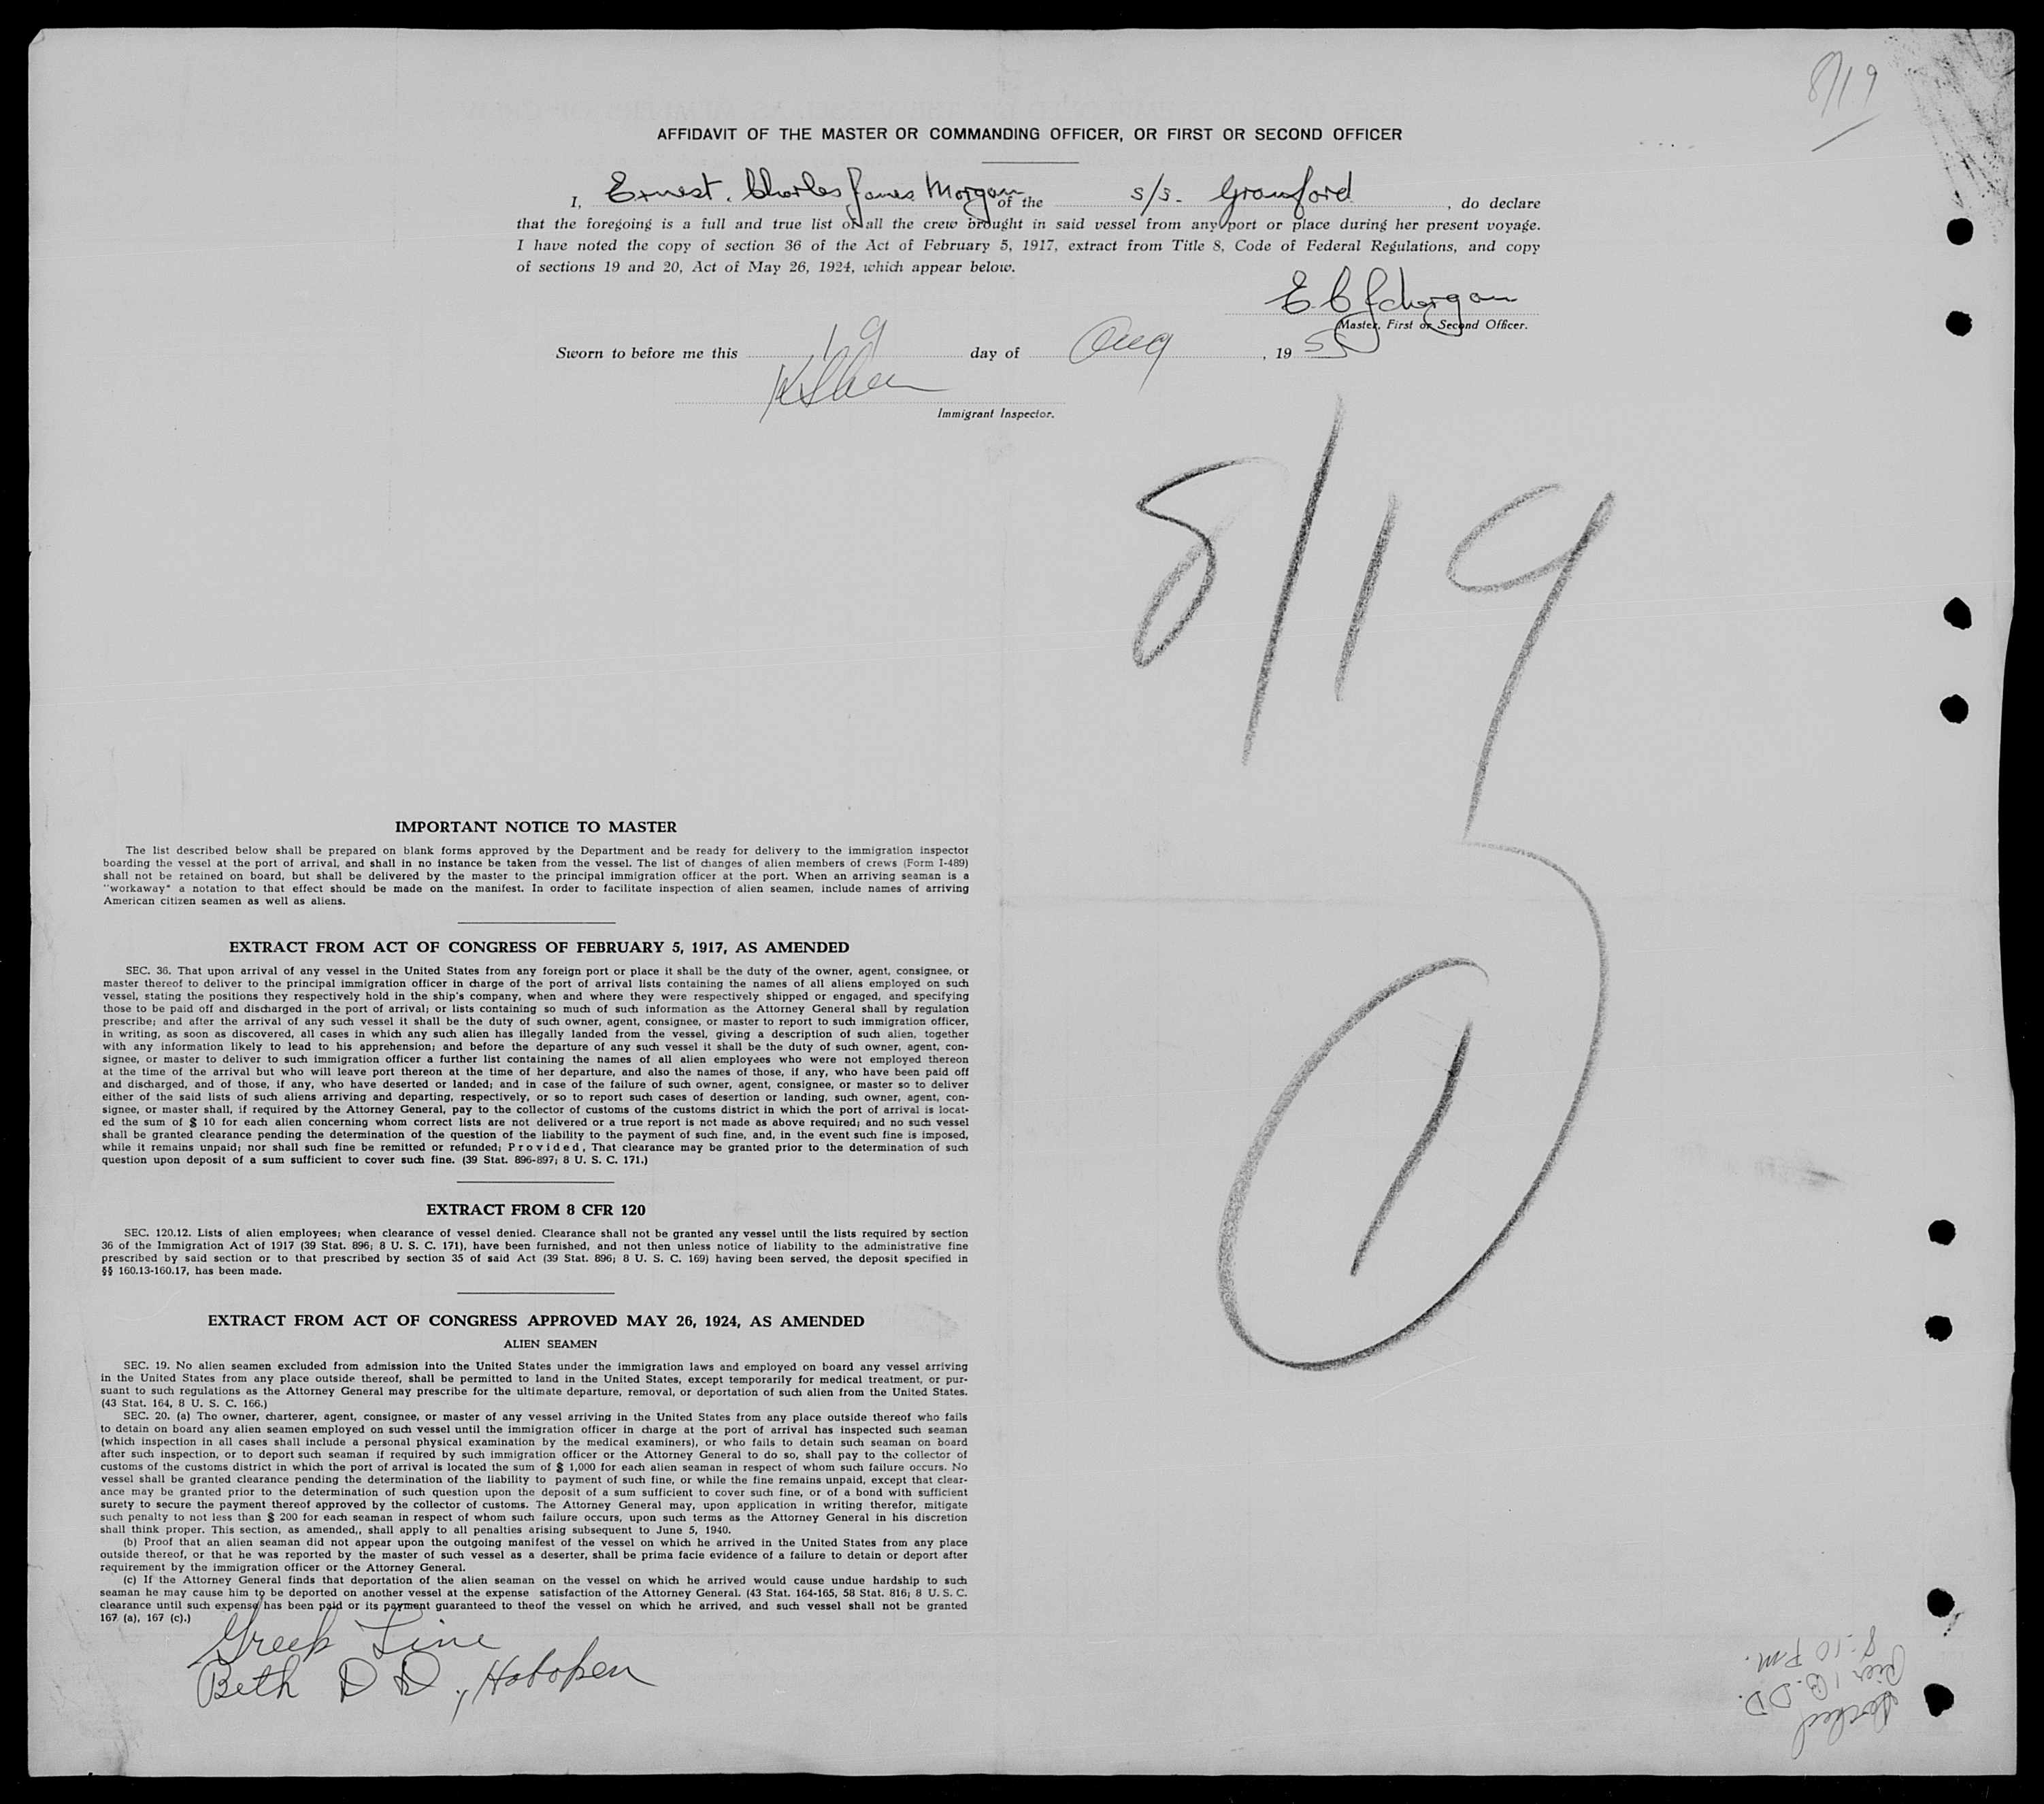 8/19
AFFIDAVIT OF THE MASTER OR COMMANDING OFFICER, OR FIRST OR SECOND OFFICER
I, Ernest. Charles James Morgan of the s/s. Granford, do declare
that the foregoing is a full and true list of all the crew brought in said vessel from any port or place during her present voyage.
I have noted the copy of section 36 of the Act of February 5, 1917, extract from Title 8, Code of Federal Regulations, and copy
of sections 19 and 20, Act of May 26, 1924, which appear below.
E C J Morgan
Master, First or Second Officer.
Sworn to before me this 19 day of Aug, 19 55
Immigrant Inspector.
8/19
1
IMPORTANT NOTICE TO MASTER
The list described below shall be prepared on blank forms approved by the Department and be ready for delivery to the immigration inspector
boarding the vessel at the port of arrival, and shall in no instance be taken from the vessel. The list of changes of alien members of crews (Form I-489)
shall not be retained on board, but shall be delivered by the master to the principal immigration officer at the port. When an arriving seaman is a
"workaway" a notation to that effect should be made on the manifest. In order to facilitate inspection of alien seamen, include names of arriving
American citizen seamen as well as aliens.
EXTRACT FROM ACT OF CONGRESS OF FEBRUARY 5, 1917, AS AMENDED
SEC. 36. That upon arrival of any vessel in the United States from any foreign port or place it shall be the duty of the owner, agent, consignee, or
master thereof to deliver to the principal immigration officer in charge of the port of arrival lists containing the names of all aliens employed on such
vessel, stating the positions they respectively hold in the ship's company, when and where they were respectively shipped or engaged, and specifying
those to be paid off and discharged in the port of arrival; or lists containing so much of such information as the Attorney General shall by regulation
prescribe; and after the arrival of any such vessel it shall be the duty of such owner, agent, consignee, or master to report to such immigration officer,
in writing, as soon as discovered, all cases in which any such alien has illegally landed from the vessel, giving a description of such alien, together
with any information likely to lead to his apprehension; and before the departure of any such vessel it shall be the duty of such owner, agent, con-
signee, or master to deliver to such immigration officer a further list containing the names of all alien employees who were not employed thereon
at the time of the arrival but who will leave port thereon at the time of her departure, and also the names of those, if any, who have been paid off
and discharged, and of those, if any, who have deserted or landed; and in case of the failure of such owner, agent, consignee, or master so to deliver
either of the said lists of such aliens arriving and departing, respectively, or so to report such cases of desertion or landing, such owner, agent, con-
signee, or master shall, if required by the Attorney General, pay to the collector of customs of the customs district in which the port of arrival is locat-
ed the sum of $ 10 for each alien concerning whom correct lists are not delivered or a true report is not made as above required; and no such vessel
shall be granted clearance pending the determination of the question of the liability to the payment of such fine, and, in the event such fine is imposed,
while it remains unpaid; nor shall such fine be remitted or refunded; Provided, That clearance may be granted prior to the determination of such
question upon deposit of a sum sufficient to cover such fine. (39 Stat. 896-897; 8 U. S. C. 171.)
EXTRACT FROM 8 CFR 120
SEC. 120.12. Lists of alien employees; when clearance of vessel denied. Clearance shall not be granted any vessel until the lists required by section
36 of the Immigration Act of 1917 (39 Stat. 896; 8 U. S. C. 171), have been furnished, and not then unless notice of liability to the administrative fine
prescribed by said section or to that prescribed by section 35 of said Act (39 Stat. 896; 8 U. S. C. 169) having been served, the deposit specified in
§§ 160.13-160.17, has been made.
EXTRACT FROM ACT OF CONGRESS APPROVED MAY 26, 1924, AS AMENDED
ALIEN SEAMEN
SEC. 19. No alien seamen excluded from admission into the United States under the immigration laws and employed on board any vessel arriving
in the United States from any place outside thereof, shall be permitted to land in the United States, except temporarily for medical treatment, or pur-
suant to such regulations as the Attorney General may prescribe for the ultimate departure, removal, or deportation of such alien from the United States.
(43 Stat. 164, 8 U. S. C. 166.)
SEC. 20. (a) The owner, charterer, agent, consignee, or master of any vessel arriving in the United States from any place outside thereof who fails
to detain on board any alien seamen employed on such vessel until the immigration officer in charge at the port of arrival has inspected such seaman
(which inspection in all cases shall include a personal physical examination by the medical examiners), or who fails to detain such seaman on board
after such inspection, or to deport such seaman if required by such immigration officer or the Attorney General to do so, shall pay to the collector of
customs of the customs district in which the port of arrival is located the sum of $ 1,000 for each alien seaman in respect of whom such failure occurs. No
vessel shall be granted clearance pending the determination of the liability to payment of such fine, or while the fine remains unpaid, except that clear-
ance may be granted prior to the determination of such question upon the deposit of a sum sufficient to cover such fine, or of a bond with sufficient
surety to secure the payment thereof approved by the collector of customs. The Attorney General may, upon application in writing therefor, mitigate
such penalty to not less than $ 200 for each seaman in respect of whom such failure occurs, upon such terms as the Attorney General in his discretion
shall think proper. This section, as amended,, shall apply to all penalties arising subsequent to June 5, 1940.
(b) Proof that an alien seaman did not appear upon the outgoing manifest of the vessel on which he arrived in the United States from any place
outside thereof, or that he was reported by the master of such vessel as a deserter, shall be prima facie evidence of a failure to detain or deport after
requirement by the immigration officer or the Attorney General.
(c) If the Attorney General finds that deportation of the alien seaman on the vessel on which he arrived would cause undue hardship to such
seaman he may cause him to be deported on another vessel at the expense satisfaction of the Attorney General. (43 Stat. 164-165, 58 Stat. 816; 8 U. S. C.
clearance until such expense has been paid or its payment guaranteed to theof the vessel on which he arrived, and such vessel shall not be granted
167 (a), 167 (c).)
Greek Line
Beth D D, Hoboken
Docked
Pier 1 B. DD.
8-10 P.M.